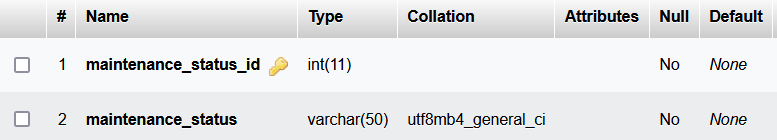 # Name Type Collation Attributes Null Default
1 maintenance_status_id int(11) No None
2 maintenance_status varchar(50) utf8mb4_general_ci No None